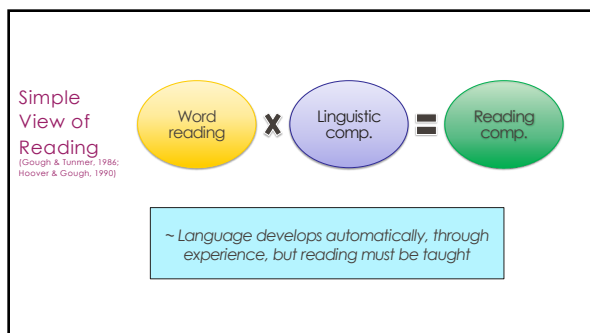 Simple
View of
Reading
(Gough & Tunmer, 1986;
Hoover & Gough, 1990)
Word
reading
x
Linguistic
comp.
=
Reading
comp.
~ Language develops automatically, through
experience, but reading must be taught